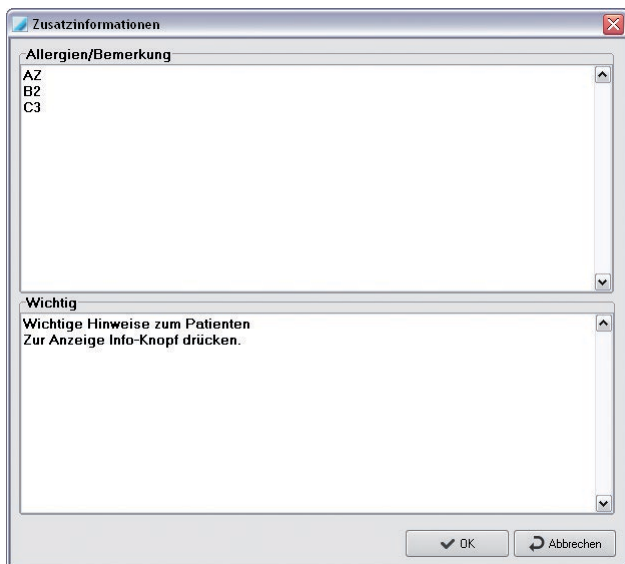 Zusatzinformationen
Allergien/Bemerkung
AZ
B2
C3
Wichtig
Wichtige Hinweise zum Patienten
Zur Anzeige Info-Knopf drücken.
OK
Abbrechen